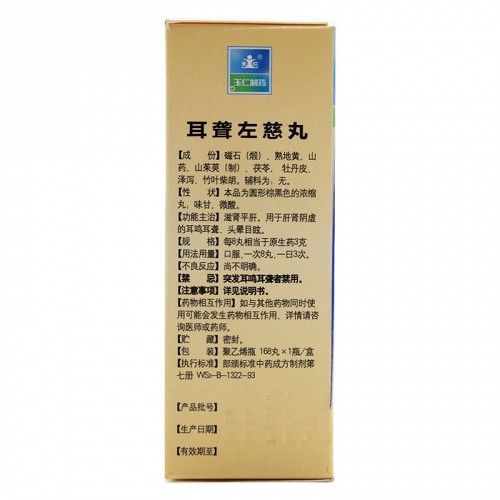 玉仁制药
耳聋左慈丸
【成 份】磁石（煅）、熟地黄、山
药、山茱萸（制）、茯苓、牡丹皮、
泽泻、竹叶柴胡。辅料为：无。
【性 状】本品为圆形棕黑色的浓缩
丸；味甘、微酸。
【功能主治】滋肾平肝。用于肝肾阴虚
的耳鸣耳聋、头晕目眩。
【规 格】每8丸相当于原生药3克
【用法用量】口服，一次8丸，一日3次。
【不良反应】尚不明确。
【禁 忌】突发耳鸣耳聋者禁用。
【注意事项】详见说明书。
【药物相互作用】如与其他药物同时使
用可能会发生药物相互作用，详情请咨
询医师或药师。
【贮 藏】密封。
【包 装】聚乙烯瓶 168丸×1瓶/盒
【执行标准】部颁标准中药成方制剂第
七册 WS₃-B-1322-93
【产品批号】
【生产日期】
【有效期至】